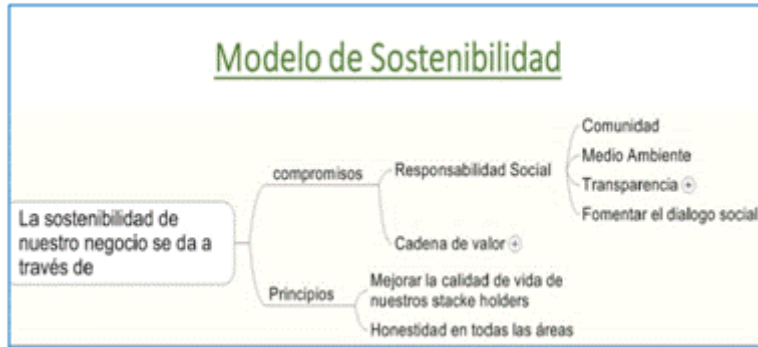 Modelo de Sostenibilidad
La sostenibilidad de
nuestro negocio se da a
través de
compromisos
Responsabilidad Social
Comunidad
Medio Ambiente
Transparencia
Fomentar el dialogo social
Cadena de valor
Principios
Mejorar la calidad de vida de
nuestros stacke holders
Honestidad en todas las áreas